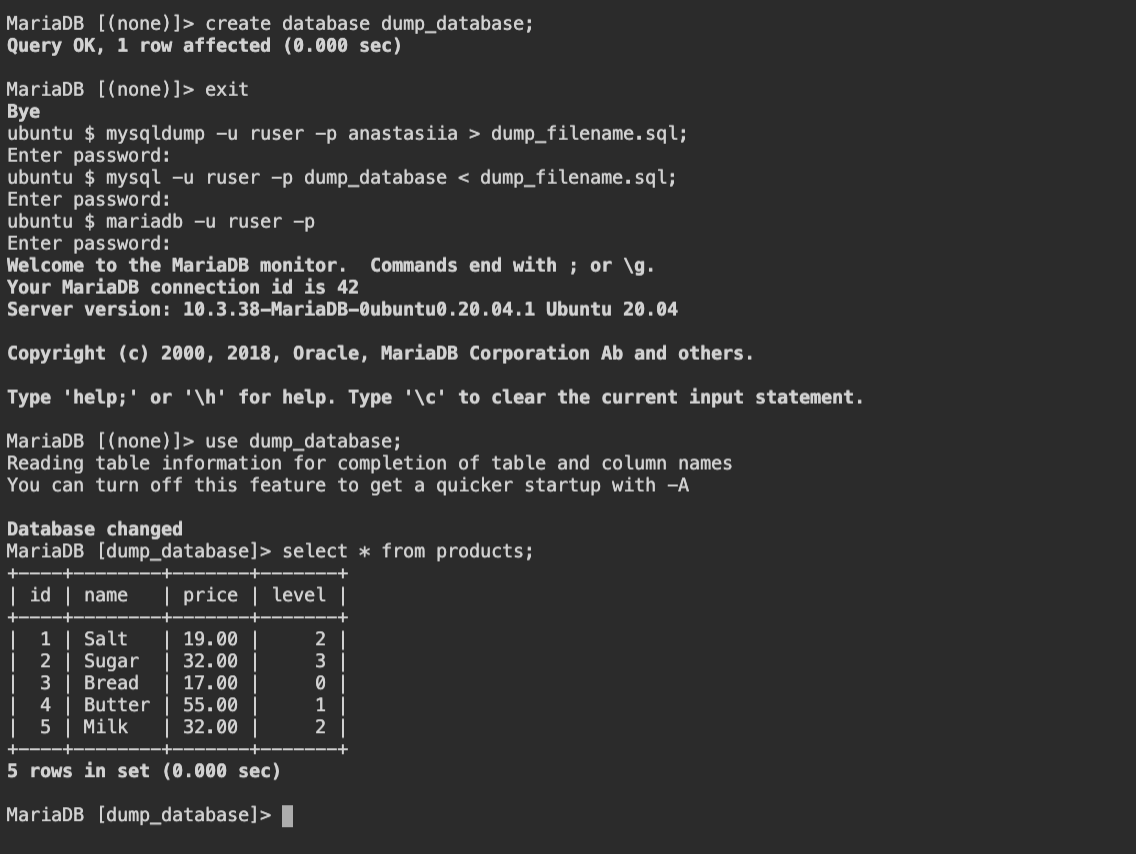 MariaDB [(none)]> create database dump_database;
Query OK, 1 row affected (0.000 sec)

MariaDB [(none)]> exit
Bye
ubuntu $ mysqldump -u ruser -p anastasiia > dump_filename.sql;
Enter password:
ubuntu $ mysql -u ruser -p dump_database < dump_filename.sql;
Enter password:
ubuntu $ mariadb -u ruser -p
Enter password:
Welcome to the MariaDB monitor.  Commands end with ; or \g.
Your MariaDB connection id is 42
Server version: 10.3.38-MariaDB-0ubuntu0.20.04.1 Ubuntu 20.04

Copyright (c) 2000, 2018, Oracle, MariaDB Corporation Ab and others.

Type 'help;' or '\h' for help. Type '\c' to clear the current input statement.

MariaDB [(none)]> use dump_database;
Reading table information for completion of table and column names
You can turn off this feature to get a quicker startup with -A

Database changed
MariaDB [dump_database]> select * from products;
+----+--------+-------+-------+
| id | name   | price | level |
+----+--------+-------+-------+
|  1 | Salt   | 19.00 |     2 |
|  2 | Sugar  | 32.00 |     3 |
|  3 | Bread  | 17.00 |     0 |
|  4 | Butter | 55.00 |     1 |
|  5 | Milk   | 32.00 |     2 |
+----+--------+-------+-------+
5 rows in set (0.000 sec)

MariaDB [dump_database]>